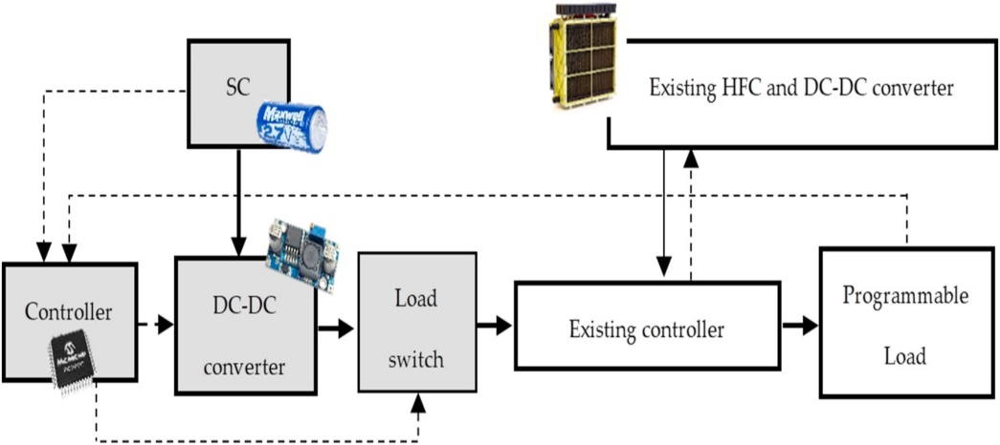 SC
Maxwell
2.7V
Existing HFC and DC-DC converter
Controller
MICROCHIP
DC-DC
converter
Load
switch
Existing controller
Programmable
Load